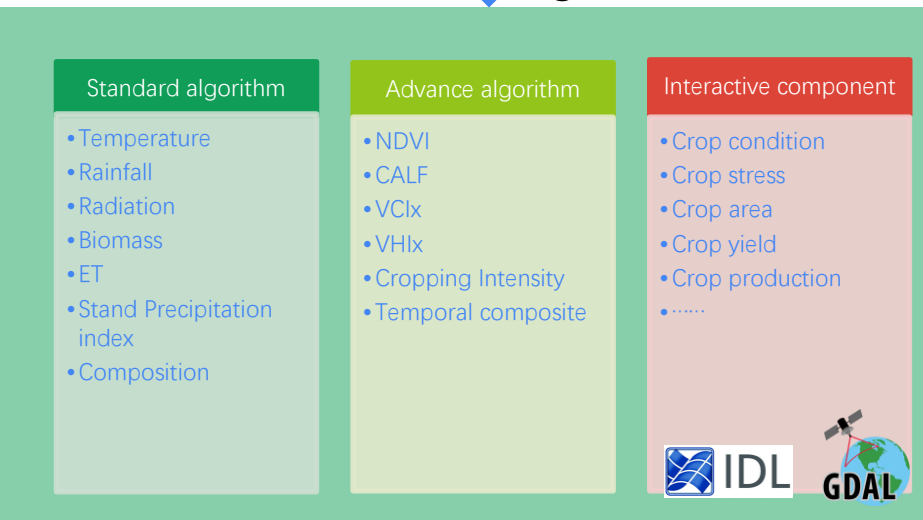 Standard algorithm
• Temperature
• Rainfall
• Radiation
• Biomass
• ET
• Stand Precipitation
index
• Composition
Advance algorithm
• NDVI
• CALF
• VCIx
• VHIx
• Cropping Intensity
• Temporal composite
Interactive component
• Crop condition
• Crop stress
• Crop area
• Crop yield
• Crop production
• ······
IDL
GDAL